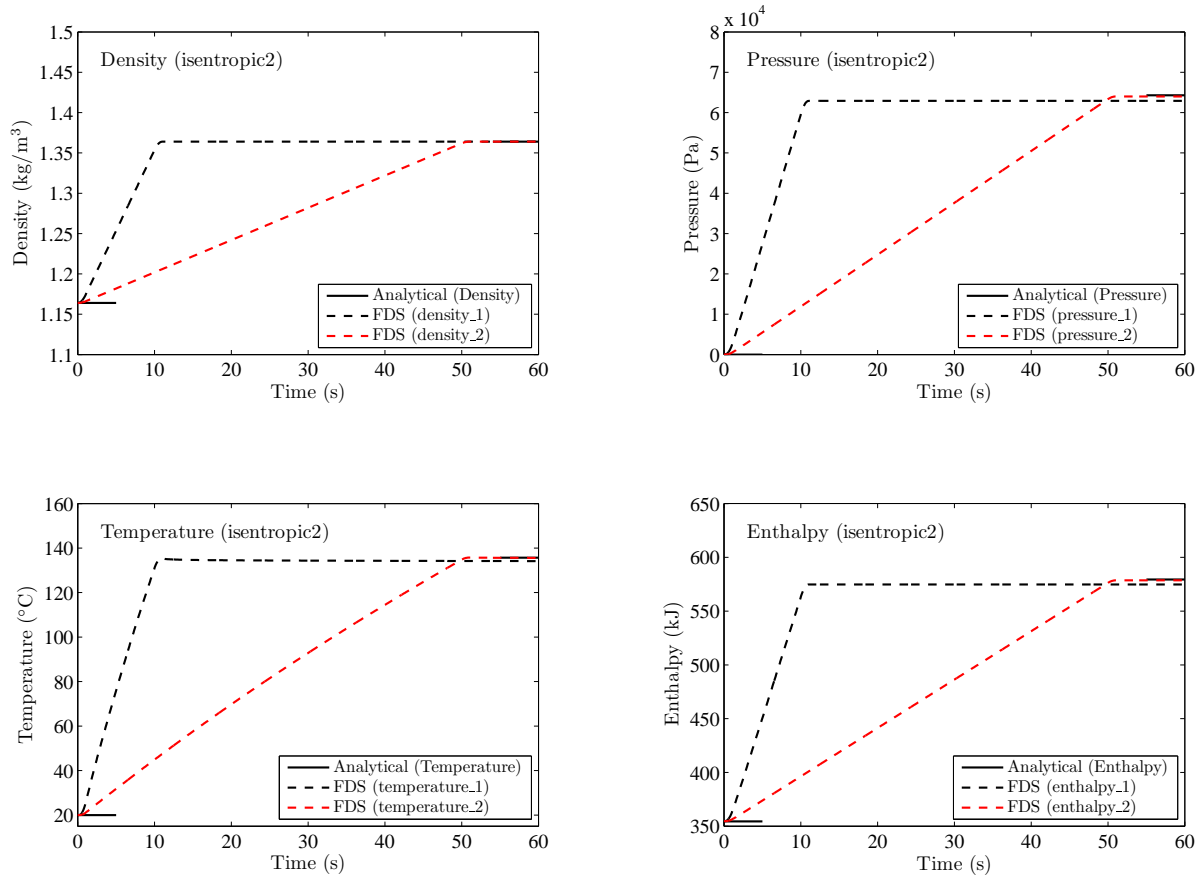 Density (isentropic2)
1.5
1.45
1.4
1.35
1.3
1.25
1.2
1.15
1.1
Density (kg/m³)
0 10 20 30 40 50 60
Time (s)
Analytical (Density)
FDS (density_1)
FDS (density_2)
x 10⁴
Pressure (isentropic2)
8
7
6
5
4
3
2
1
0
Pressure (Pa)
0 10 20 30 40 50 60
Time (s)
Analytical (Pressure)
FDS (pressure_1)
FDS (pressure_2)
Temperature (isentropic2)
160
140
120
100
80
60
40
20
Temperature (°C)
0 10 20 30 40 50 60
Time (s)
Analytical (Temperature)
FDS (temperature_1)
FDS (temperature_2)
Enthalpy (isentropic2)
650
600
550
500
450
400
350
Enthalpy (kJ)
0 10 20 30 40 50 60
Time (s)
Analytical (Enthalpy)
FDS (enthalpy_1)
FDS (enthalpy_2)